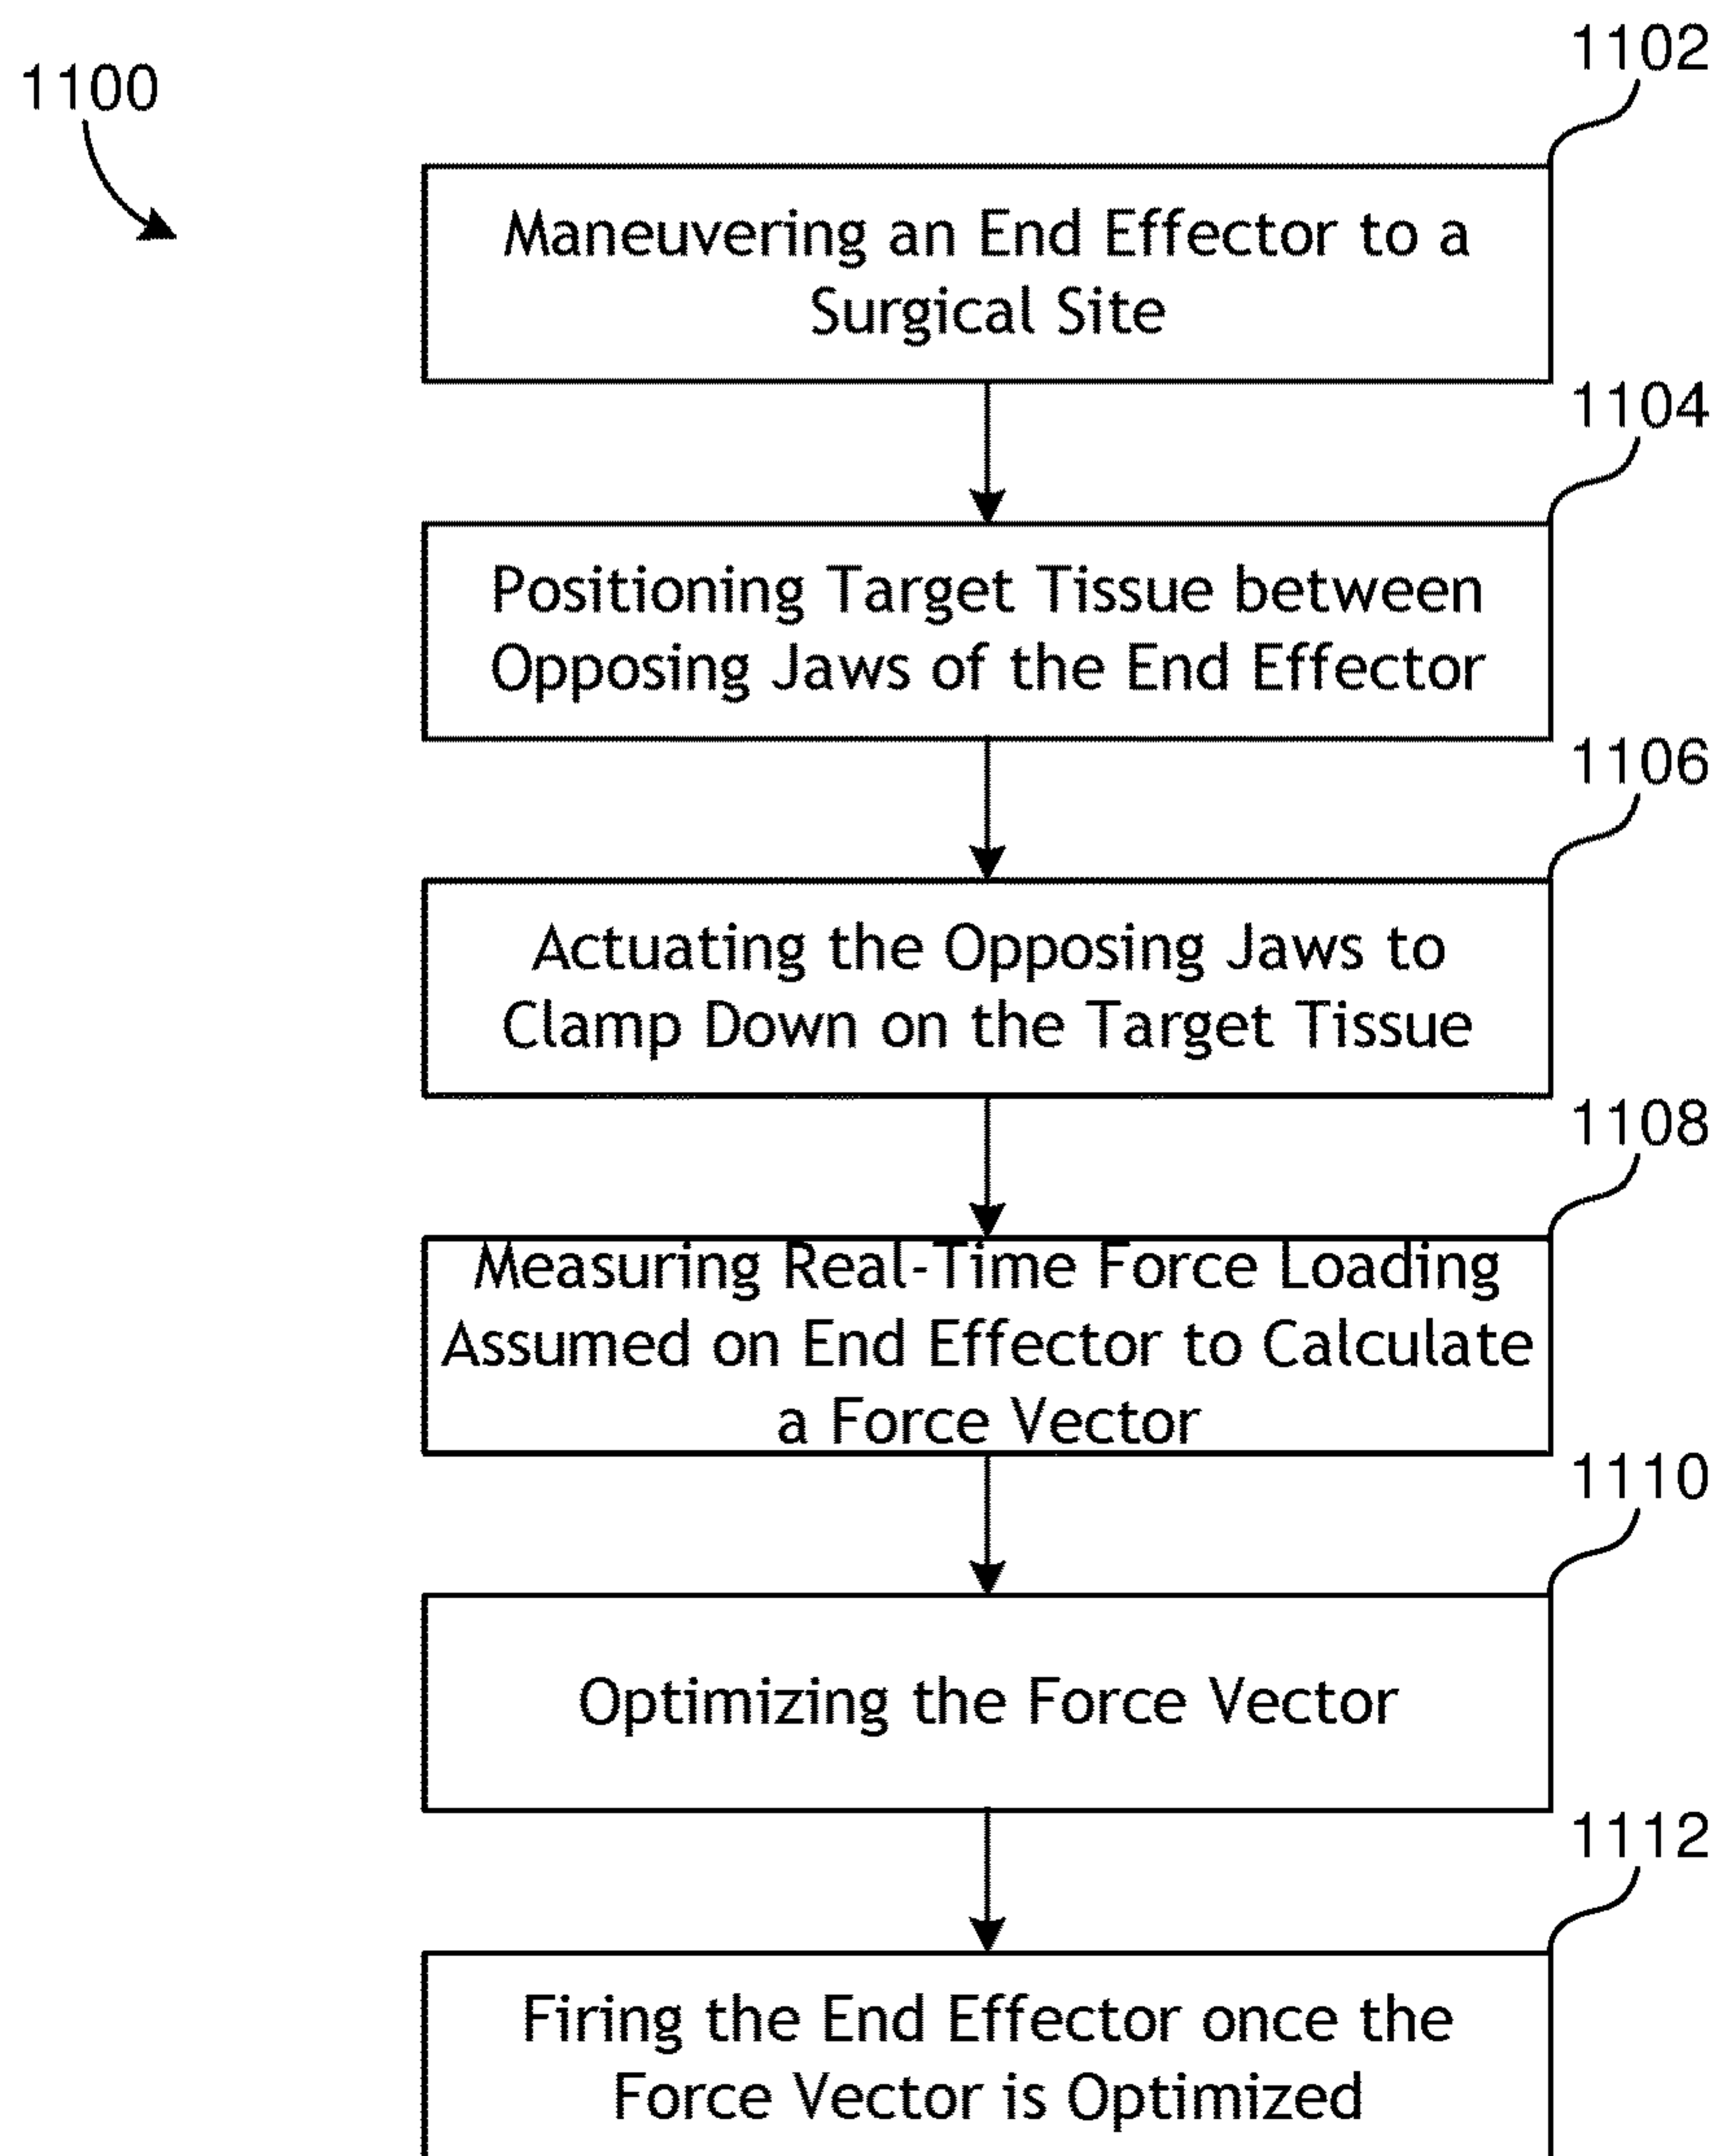 1100
1102
Maneuvering an End Effector to a
Surgical Site
1104
Positioning Target Tissue between
Opposing Jaws of the End Effector
1106
Actuating the Opposing Jaws to
Clamp Down on the Target Tissue
1108
Measuring Real-Time Force Loading
Assumed on End Effector to Calculate
a Force Vector
1110
Optimizing the Force Vector
1112
Firing the End Effector once the
Force Vector is Optimized